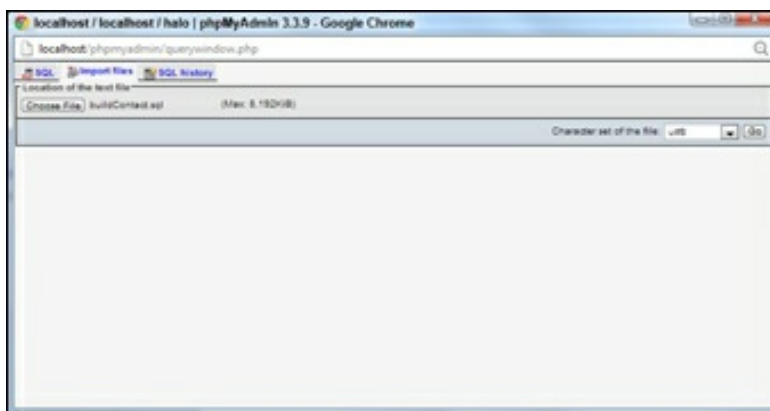 localhost / localhost / halo | phpMyAdmin 3.3.9 - Google Chrome
localhost/phpmyadmin/querywindow.php
SQL Import files SQL history
Location of the text file
Choose File buildContact.sql (Max: 8,192KiB)
Character set of the file: utf8 Go